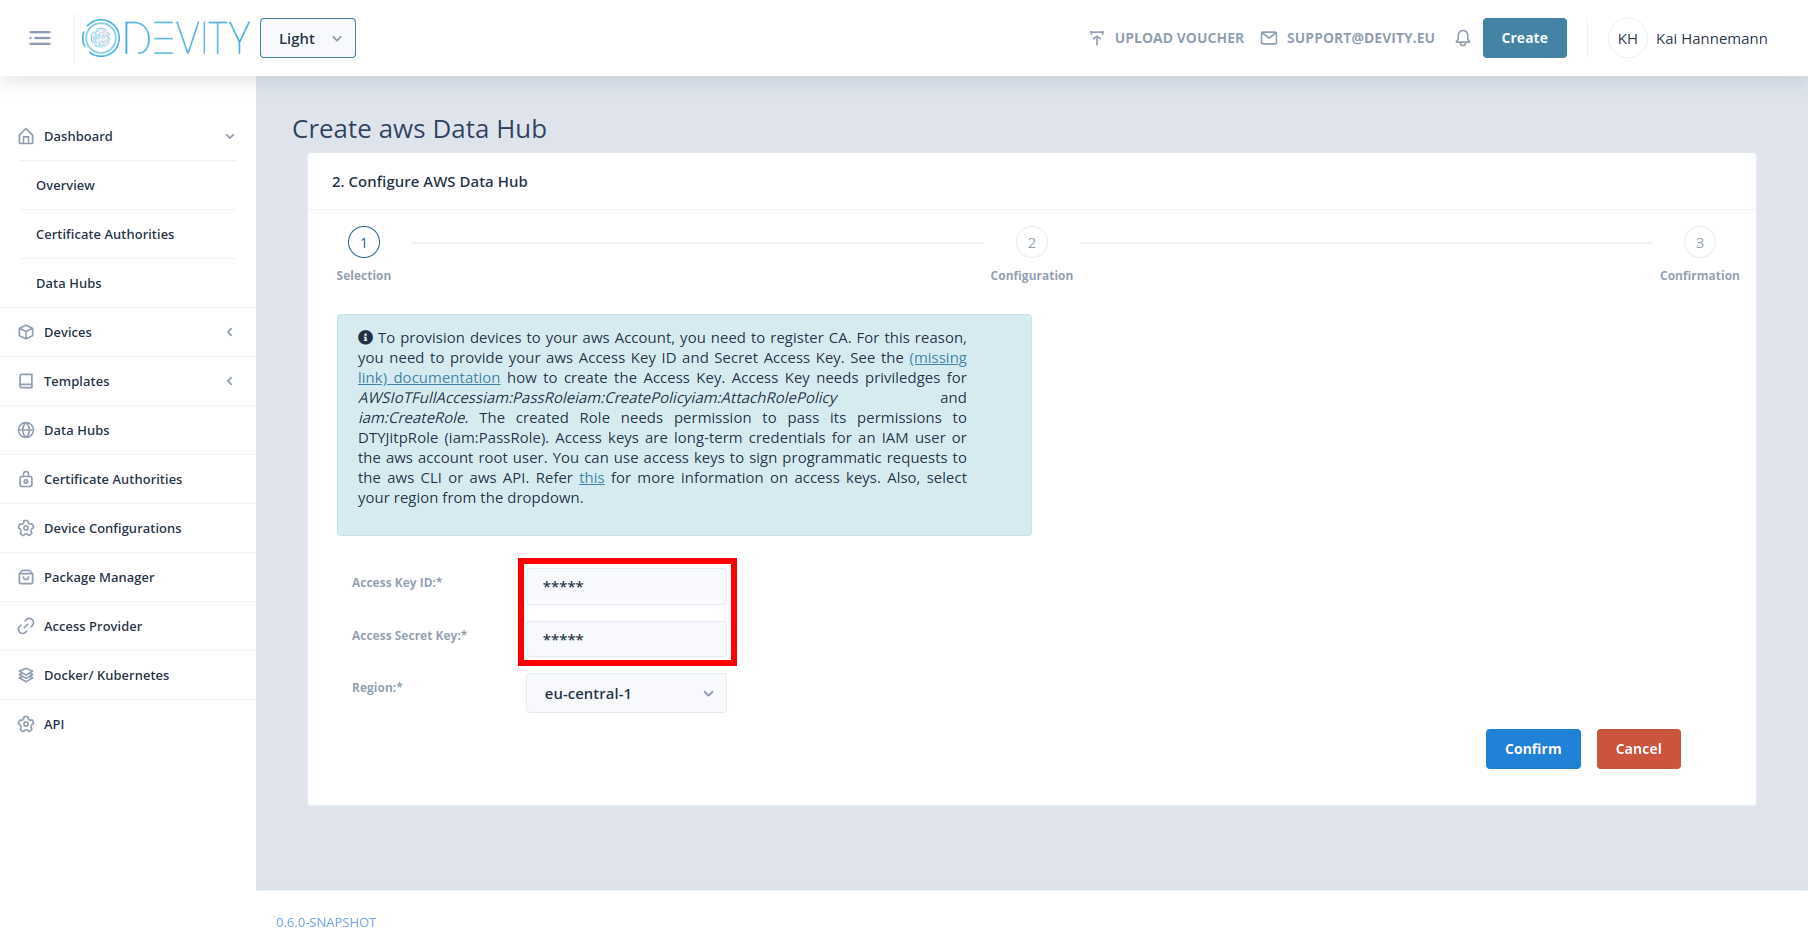 DEVITY
Light
UPLOAD VOUCHER
SUPPORT@DEVITY.EU
Create
KH
Kai Hannemann
Dashboard
Overview
Certificate Authorities
Data Hubs
Devices
Templates
Data Hubs
Certificate Authorities
Device Configurations
Package Manager
Access Provider
Docker/ Kubernetes
API
Create aws Data Hub
2. Configure AWS Data Hub
1
Selection
2
Configuration
3
Confirmation
To provision devices to your aws Account, you need to register CA. For this reason,
you need to provide your aws Access Key ID and Secret Access Key. See the (missing
link) documentation how to create the Access Key. Access Key needs priviledges for
AWSIoTFullAccessiam:PassRoleiam:CreatePolicyiam:AttachRolePolicy and
iam:CreateRole. The created Role needs permission to pass its permissions to
DTYJitpRole (iam:PassRole). Access keys are long-term credentials for an IAM user or
the aws account root user. You can use access keys to sign programmatic requests to
the aws CLI or aws API. Refer this for more information on access keys. Also, select
your region from the dropdown.
Access Key ID:*
*****
Access Secret Key:*
*****
Region:*
eu-central-1
Confirm
Cancel
0.6.0-SNAPSHOT